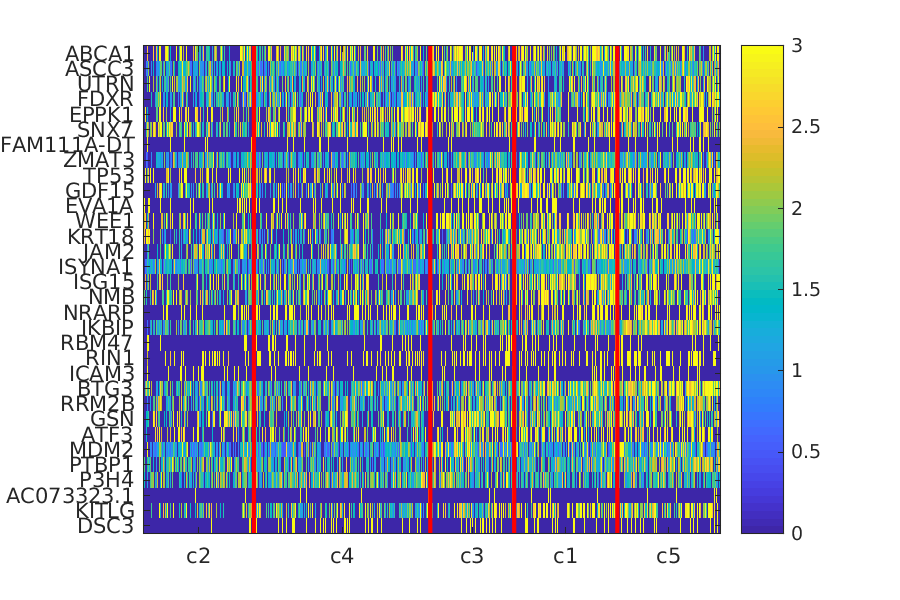 ABCA1
ASCC3
UTRN
FDXR
EPPK1
SNX7
FAM111A-DT
ZMAT3
TP53
GDF15
EVA1A
WEE1
KRT18
JAM2
ISYNA1
ISG15
NMB
NRARP
IKBIP
RBM47
RIN1
ICAM3
BTG3
RRM2B
GSN
ATF3
MDM2
PTBP1
P3H4
AC073323.1
KITLG
DSC3
c2
c4
c3
c1
c5
3
2.5
2
1.5
1
0.5
0